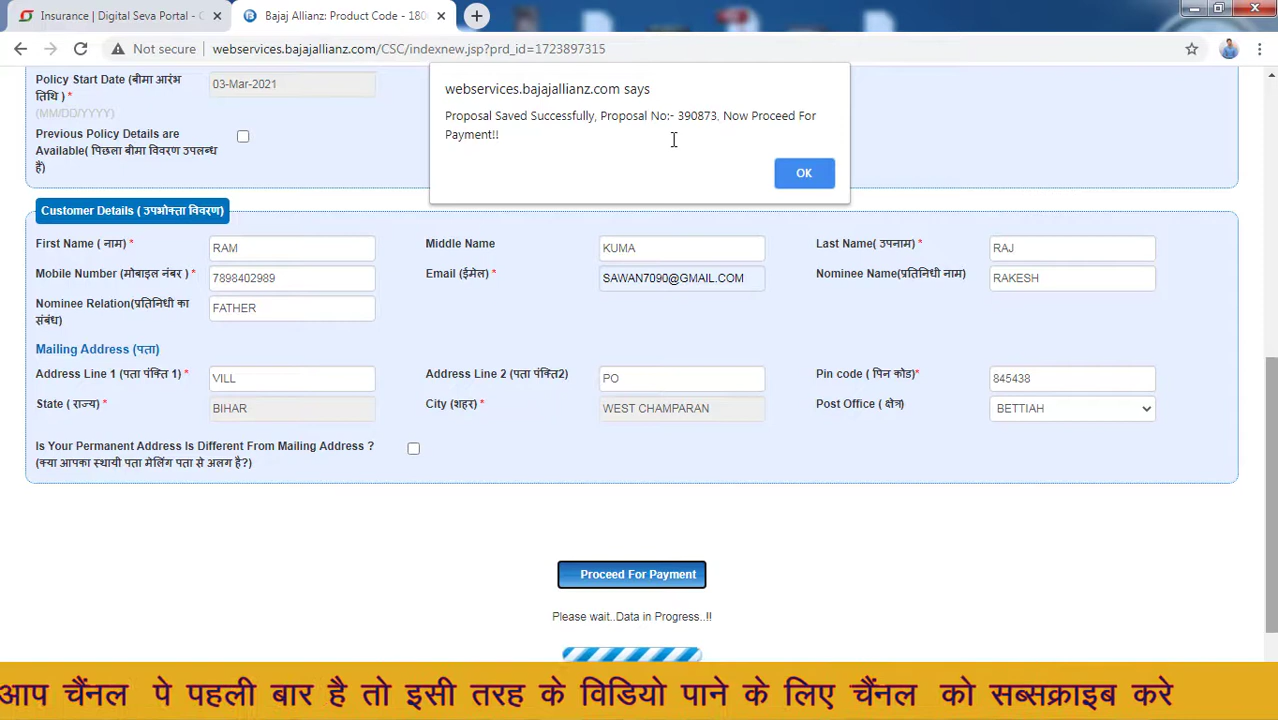 Insurance | Digital Seva Portal - C
Bajaj Allianz: Product Code - 180
Not secure
webservices.bajajallianz.com/CSC/indexnew.jsp?prd_id=1723897315
webservices.bajajallianz.com says
Proposal Saved Successfully, Proposal No:- 390873. Now Proceed For
Payment!!
OK
Policy Start Date (बीमा आरंभ
तिथि ) *
(MM/DD/YYYY)
03-Mar-2021
Previous Policy Details are
Available( पिछला बीमा विवरण उपलब्ध
हैं)
Customer Details ( उपभोक्ता विवरण)
First Name ( नाम) * RAM Middle Name KUMA Last Name( उपनाम) * RAJ
Mobile Number (मोबाइल नंबर ) * 7898402989 Email (ईमेल) * SAWAN7090@GMAIL.COM Nominee Name(प्रतिनिधी नाम) RAKESH
Nominee Relation(प्रतिनिधी का
संबंध)
FATHER
Mailing Address (पता)
Address Line 1 (पता पंक्ति 1) * VILL Address Line 2 (पता पंक्ति2) PO Pin code ( पिन कोड)* 845438
State ( राज्य) * BIHAR City (शहर) * WEST CHAMPARAN Post Office ( क्षेत्र) BETTIAH
Is Your Permanent Address Is Different From Mailing Address ?
(क्या आपका स्थायी पता मेलिंग पता से अलग है?)
Proceed For Payment
Please wait..Data in Progress..!!
आप चैंनल पे पहली बार है तो इसी तरह के विडियो पाने के लिए चैंनल को सब्सक्राइब करे